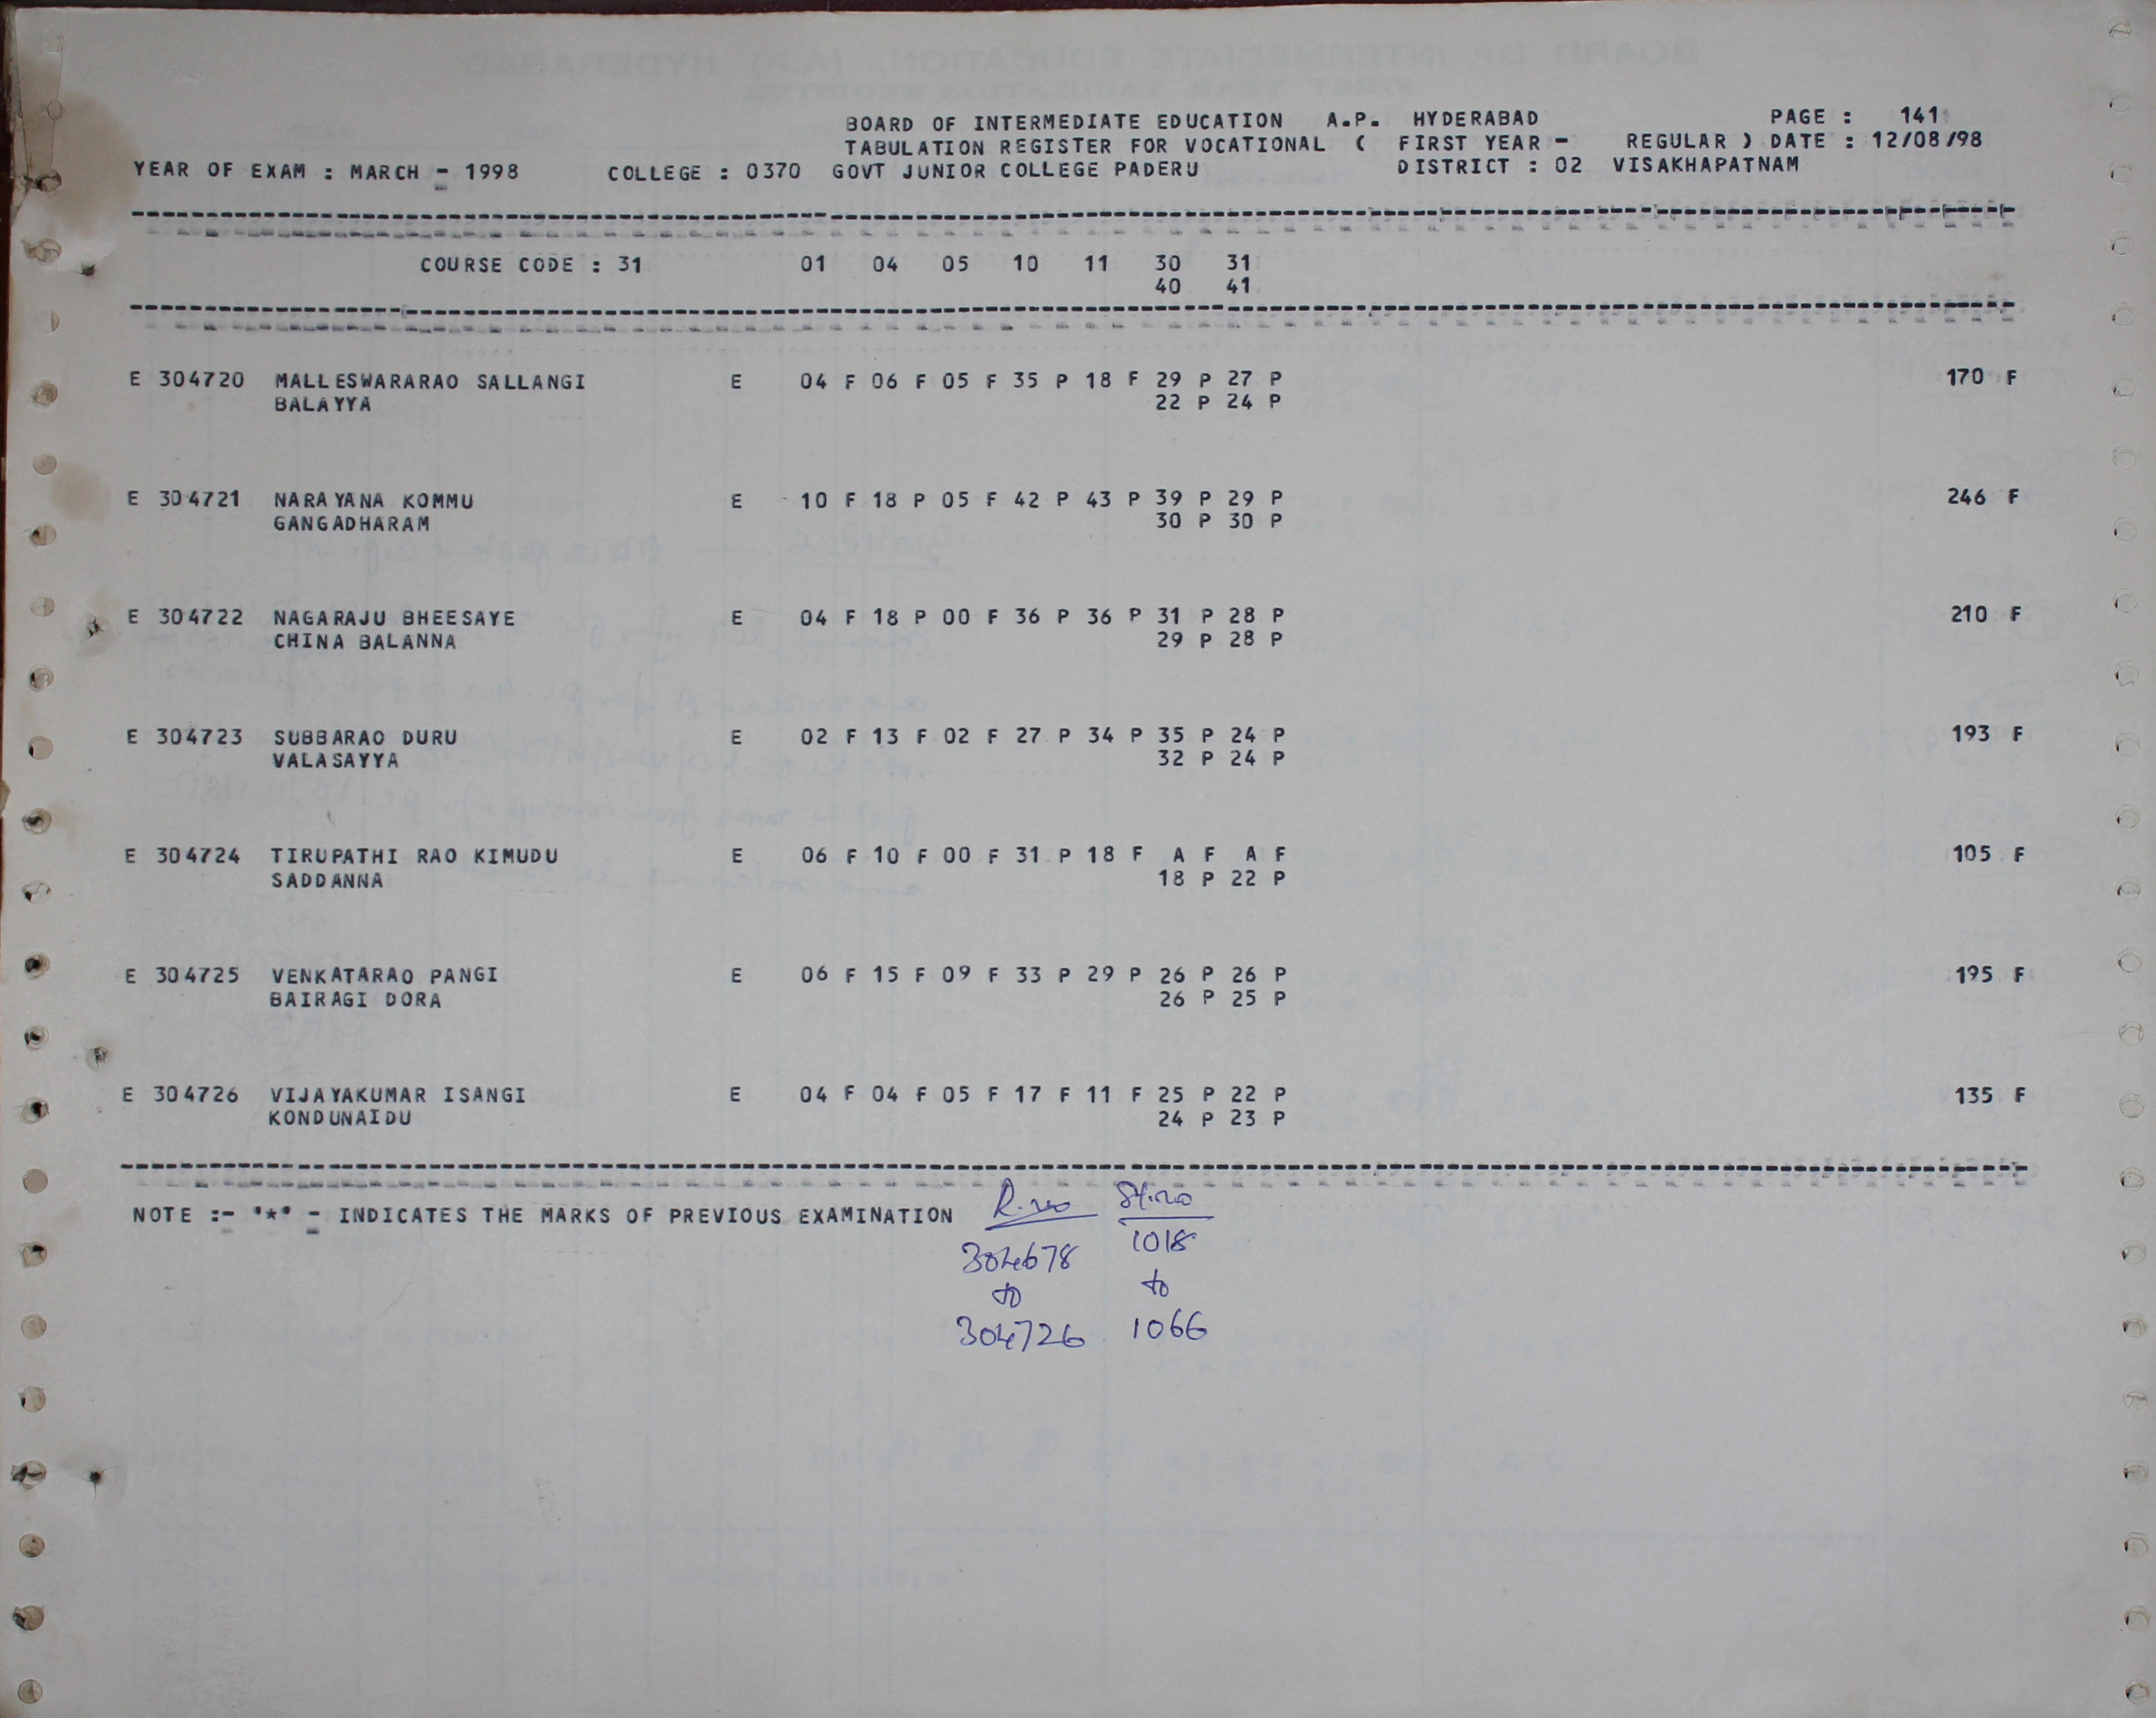 BOARD OF INTERMEDIATE EDUCATION A.P. HYDERABAD PAGE : 141
TABULATION REGISTER FOR VOCATIONAL ( FIRST YEAR - REGULAR ) DATE : 12/08/98
YEAR OF EXAM : MARCH - 1998 COLLEGE : 0370 GOVT JUNIOR COLLEGE PADERU DISTRICT : 02 VISAKHAPATNAM
COURSE CODE : 31 01 04 05 10 11 30 31
40 41
E 304720 MALLESWARARAO SALLANGI E 04 F 06 F 05 F 35 P 18 F 29 P 27 P 170 F
BALAYYA 22 P 24 P
E 304721 NARAYANA KOMMU E 10 F 18 P 05 F 42 P 43 P 39 P 29 P 246 F
GANGADHARAM 30 P 30 P
E 304722 NAGARAJU BHEESAYE E 04 F 18 P 00 F 36 P 36 P 31 P 28 P 210 F
CHINA BALANNA 29 P 28 P
E 304723 SUBBARAO DURU E 02 F 13 F 02 F 27 P 34 P 35 P 24 P 193 F
VALASAYYA 32 P 24 P
E 304724 TIRUPATHI RAO KIMUDU E 06 F 10 F 00 F 31 P 18 F A F A F 105 F
SADDANNA 18 P 22 P
E 304725 VENKATARAO PANGI E 06 F 15 F 09 F 33 P 29 P 26 P 26 P 195 F
BAIRAGI DORA 26 P 25 P
E 304726 VIJAYAKUMAR ISANGI E 04 F 04 F 05 F 17 F 11 F 25 P 22 P 135 F
KONDUNAIDU 24 P 23 P
NOTE :- '*' - INDICATES THE MARKS OF PREVIOUS EXAMINATION
R.no St.no
304678 1018
to to
304726 1066